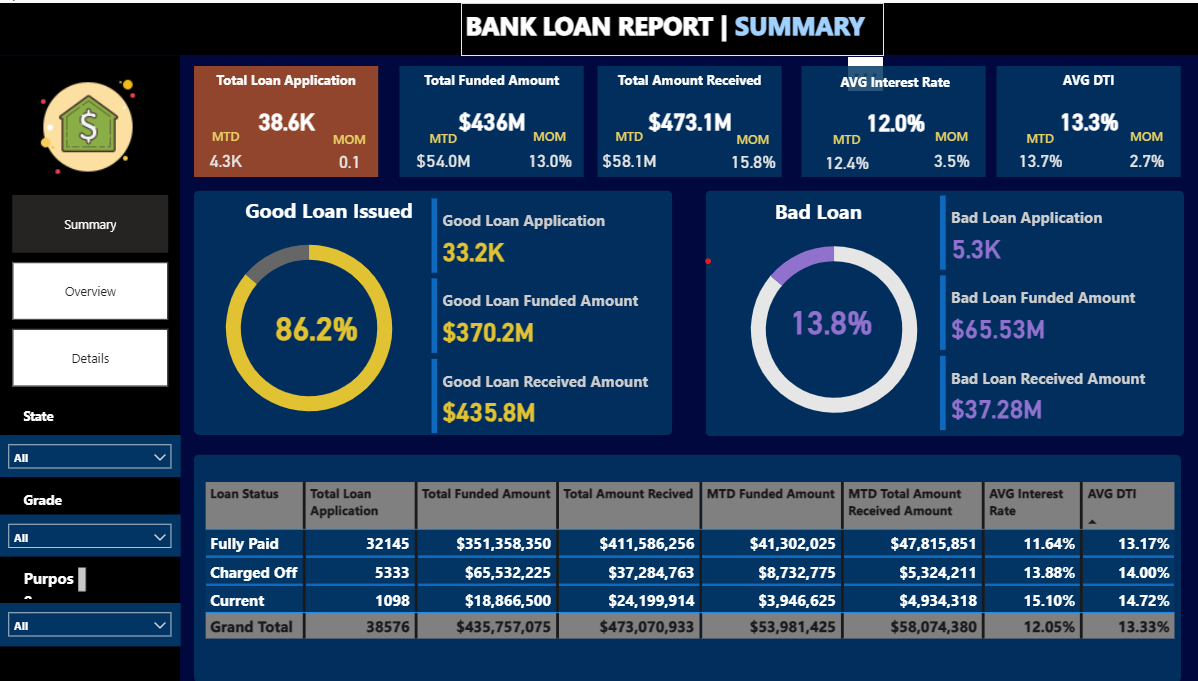 BANK LOAN REPORT | SUMMARY
Total Loan Application
38.6K
MTD
MOM
4.3K
0.1
Total Funded Amount
$436M
MTD
MOM
$54.0M
13.0%
Total Amount Received
$473.1M
MTD
MOM
$58.1M
15.8%
AVG Interest Rate
12.0%
MTD
MOM
12.4%
3.5%
AVG DTI
13.3%
MTD
MOM
13.7%
2.7%
$
Summary
Overview
Details
State
All
Grade
All
Purpos
All
Good Loan Issued
86.2%
Good Loan Application
33.2K
Good Loan Funded Amount
$370.2M
Good Loan Received Amount
$435.8M
Bad Loan
13.8%
Bad Loan Application
5.3K
Bad Loan Funded Amount
$65.53M
Bad Loan Received Amount
$37.28M
Loan Status Total Loan Application Total Funded Amount Total Amount Recived MTD Funded Amount MTD Total Amount Received Amount AVG Interest Rate AVG DTI
Fully Paid 32145 $351,358,350 $411,586,256 $41,302,025 $47,815,851 11.64% 13.17%
Charged Off 5333 $65,532,225 $37,284,763 $8,732,775 $5,324,211 13.88% 14.00%
Current 1098 $18,866,500 $24,199,914 $3,946,625 $4,934,318 15.10% 14.72%
Grand Total 38576 $435,757,075 $473,070,933 $53,981,425 $58,074,380 12.05% 13.33%